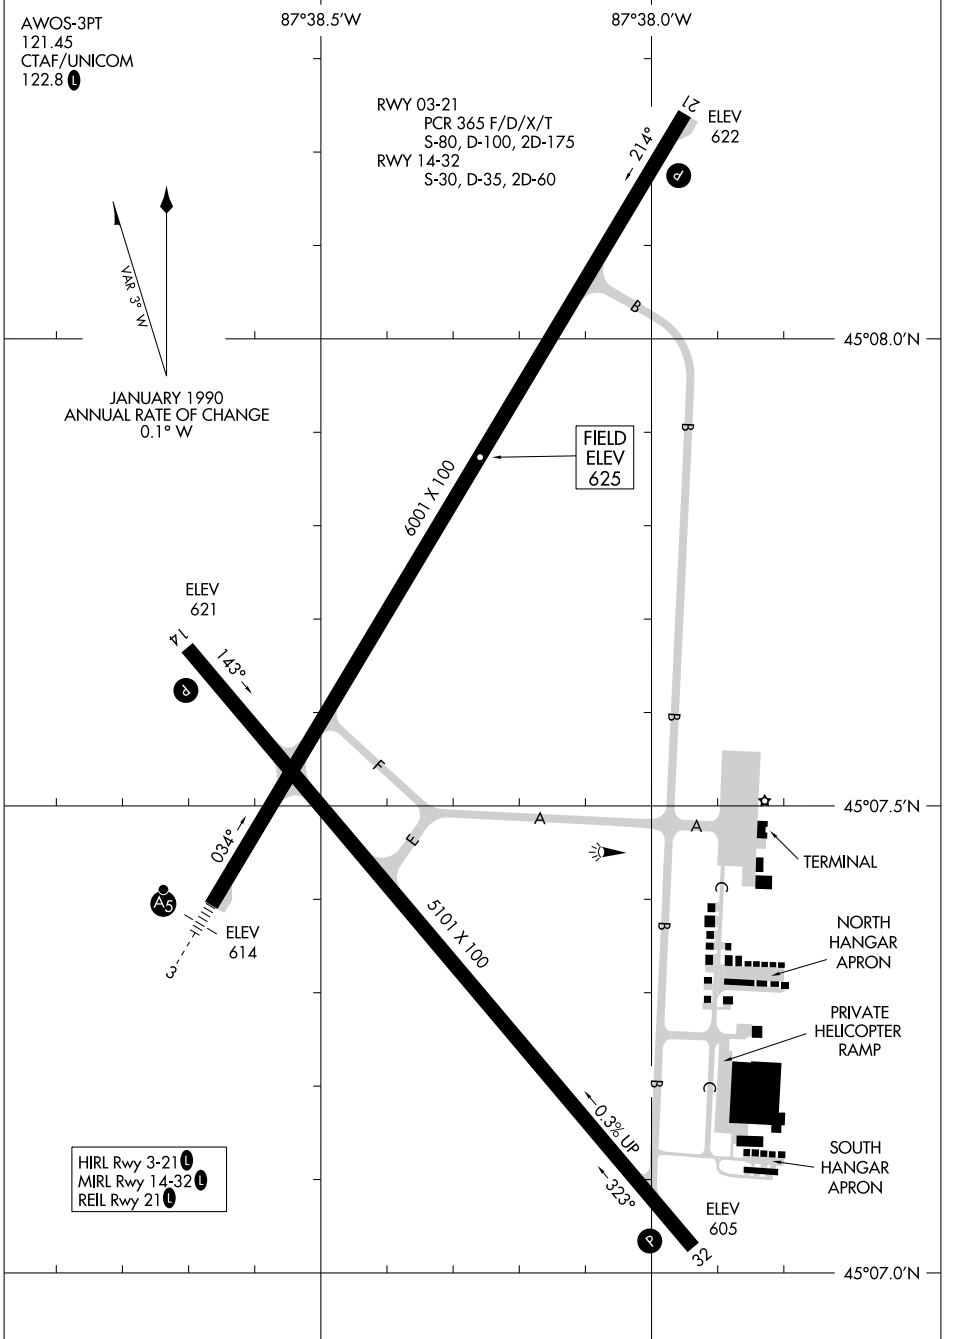 AWOS-3PT
121.45
CTAF/UNICOM
122.8 L
87°38.5'W
87°38.0'W
RWY 03-21
PCR 365 F/D/X/T
S-80, D-100, 2D-175
RWY 14-32
S-30, D-35, 2D-60
21
ELEV
622
214°
P
VAR 3° W
B
45°08.0'N
JANUARY 1990
ANNUAL RATE OF CHANGE
0.1° W
B
FIELD
ELEV
625
6001 X 100
ELEV
621
14
143°
P
B
F
45°07.5'N
A
A
034°
E
TERMINAL
C
A5
ELEV
614
3
5101 X 100
B
NORTH
HANGAR
APRON
PRIVATE
HELICOPTER
RAMP
B
C
0.3% UP
323°
HIRL Rwy 3-21 L
MIRL Rwy 14-32 L
REIL Rwy 21 L
SOUTH
HANGAR
APRON
ELEV
605
P
32
45°07.0'N